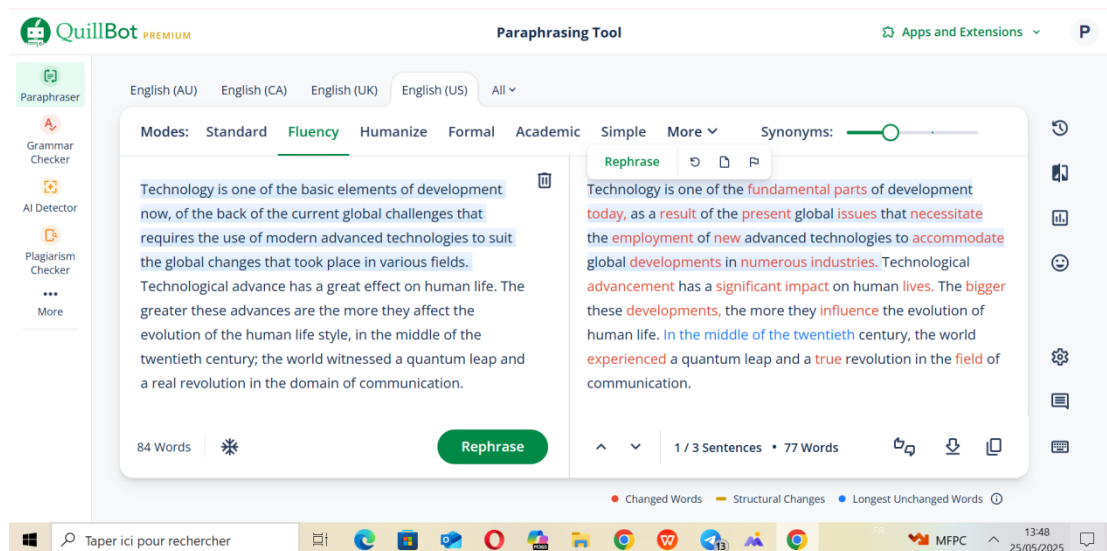 QuillBot PREMIUM
Paraphrasing Tool
Apps and Extensions
P
Paraphraser
Grammar
Checker
AI Detector
Plagiarism
Checker
More
English (AU) English (CA) English (UK) English (US) All
Modes: Standard Fluency Humanize Formal Academic Simple More Synonyms:
Technology is one of the basic elements of development
now, of the back of the current global challenges that
requires the use of modern advanced technologies to suit
the global changes that took place in various fields.
Technological advance has a great effect on human life. The
greater these advances are the more they affect the
evolution of the human life style, in the middle of the
twentieth century; the world witnessed a quantum leap and
a real revolution in the domain of communication.
84 Words
Rephrase
Rephrase
Technology is one of the fundamental parts of development
today, as a result of the present global issues that necessitate
the employment of new advanced technologies to accommodate
global developments in numerous industries. Technological
advancement has a significant impact on human lives. The bigger
these developments, the more they influence the evolution of
human life. In the middle of the twentieth century, the world
experienced a quantum leap and a true revolution in the field of
communication.
1 / 3 Sentences • 77 Words
Changed Words Structural Changes Longest Unchanged Words
Taper ici pour rechercher
M365
13
MFPC
13:48
25/05/2025